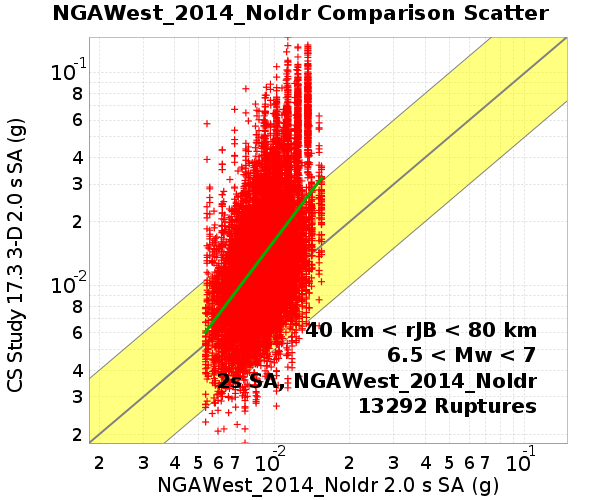 NGAWest_2014_NoIdr Comparison Scatter
CS Study 17.3 3-D 2.0 s SA (g)
10-1
8
6
4
3
2
10-2
8
6
4
3
2
40 km < rJB < 80 km
6.5 < Mw < 7
2s SA, NGAWest_2014_NoIdr
13292 Ruptures
2 3 4 5 6 7 10-2 2 3 4 5 6 7 10-1
NGAWest_2014_NoIdr 2.0 s SA (g)